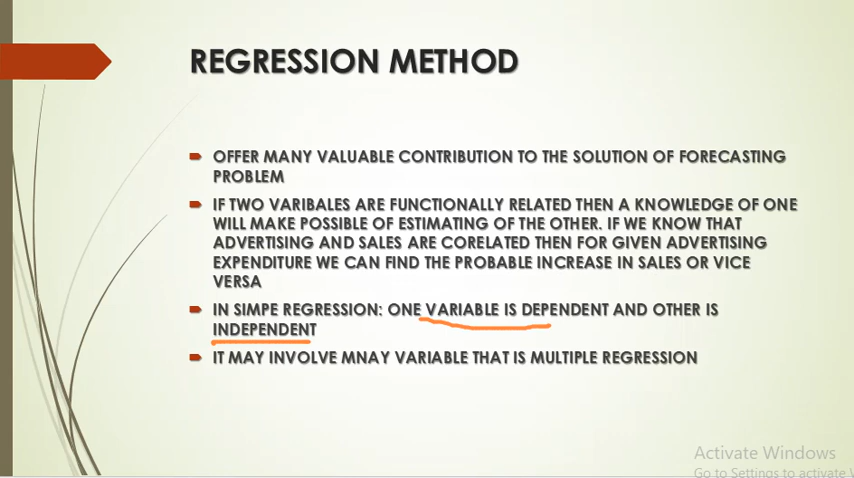 REGRESSION METHOD
OFFER MANY VALUABLE CONTRIBUTION TO THE SOLUTION OF FORECASTING
PROBLEM
IF TWO VARIBALES ARE FUNCTIONALLY RELATED THEN A KNOWLEDGE OF ONE
WILL MAKE POSSIBLE OF ESTIMATING OF THE OTHER. IF WE KNOW THAT
ADVERTISING AND SALES ARE CORELATED THEN FOR GIVEN ADVERTISING
EXPENDITURE WE CAN FIND THE PROBABLE INCREASE IN SALES OR VICE
VERSA
IN SIMPE REGRESSION: ONE VARIABLE IS DEPENDENT AND OTHER IS
INDEPENDENT
IT MAY INVOLVE MNAY VARIABLE THAT IS MULTIPLE REGRESSION
Activate Windows
Go to Settings to activate W